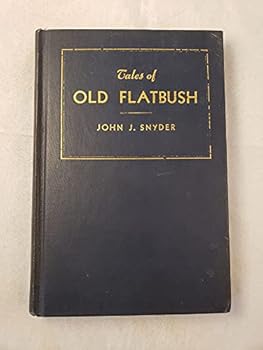 Tales of
OLD FLATBUSH
JOHN J. SNYDER